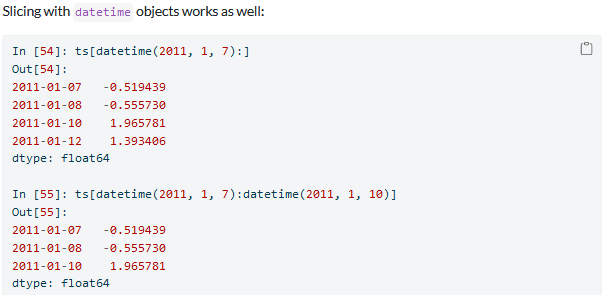 Slicing with datetime objects works as well:
In [54]: ts[datetime(2011, 1, 7):]
Out[54]:
2011-01-07   -0.519439
2011-01-08   -0.555730
2011-01-10    1.965781
2011-01-12    1.393406
dtype: float64
In [55]: ts[datetime(2011, 1, 7):datetime(2011, 1, 10)]
Out[55]:
2011-01-07   -0.519439
2011-01-08   -0.555730
2011-01-10    1.965781
dtype: float64